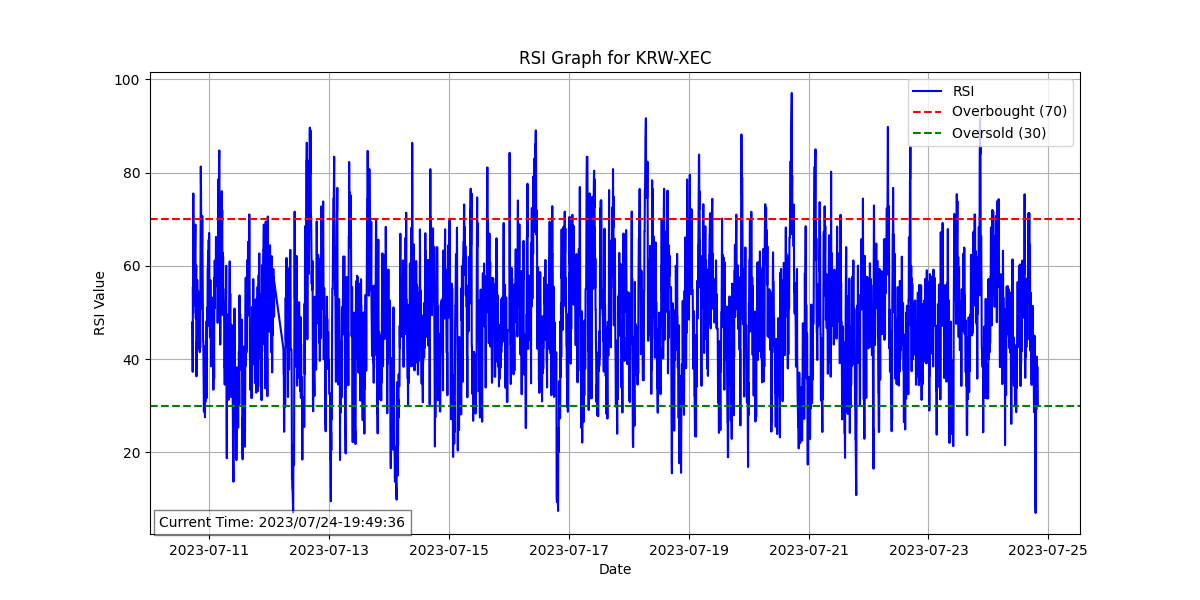 RSI Graph for KRW-XEC
100
80
60
40
20
RSI Value
RSI
Overbought (70)
Oversold (30)
Current Time: 2023/07/24-19:49:36
2023-07-11
2023-07-13
2023-07-15
2023-07-17
2023-07-19
2023-07-21
2023-07-23
2023-07-25
Date